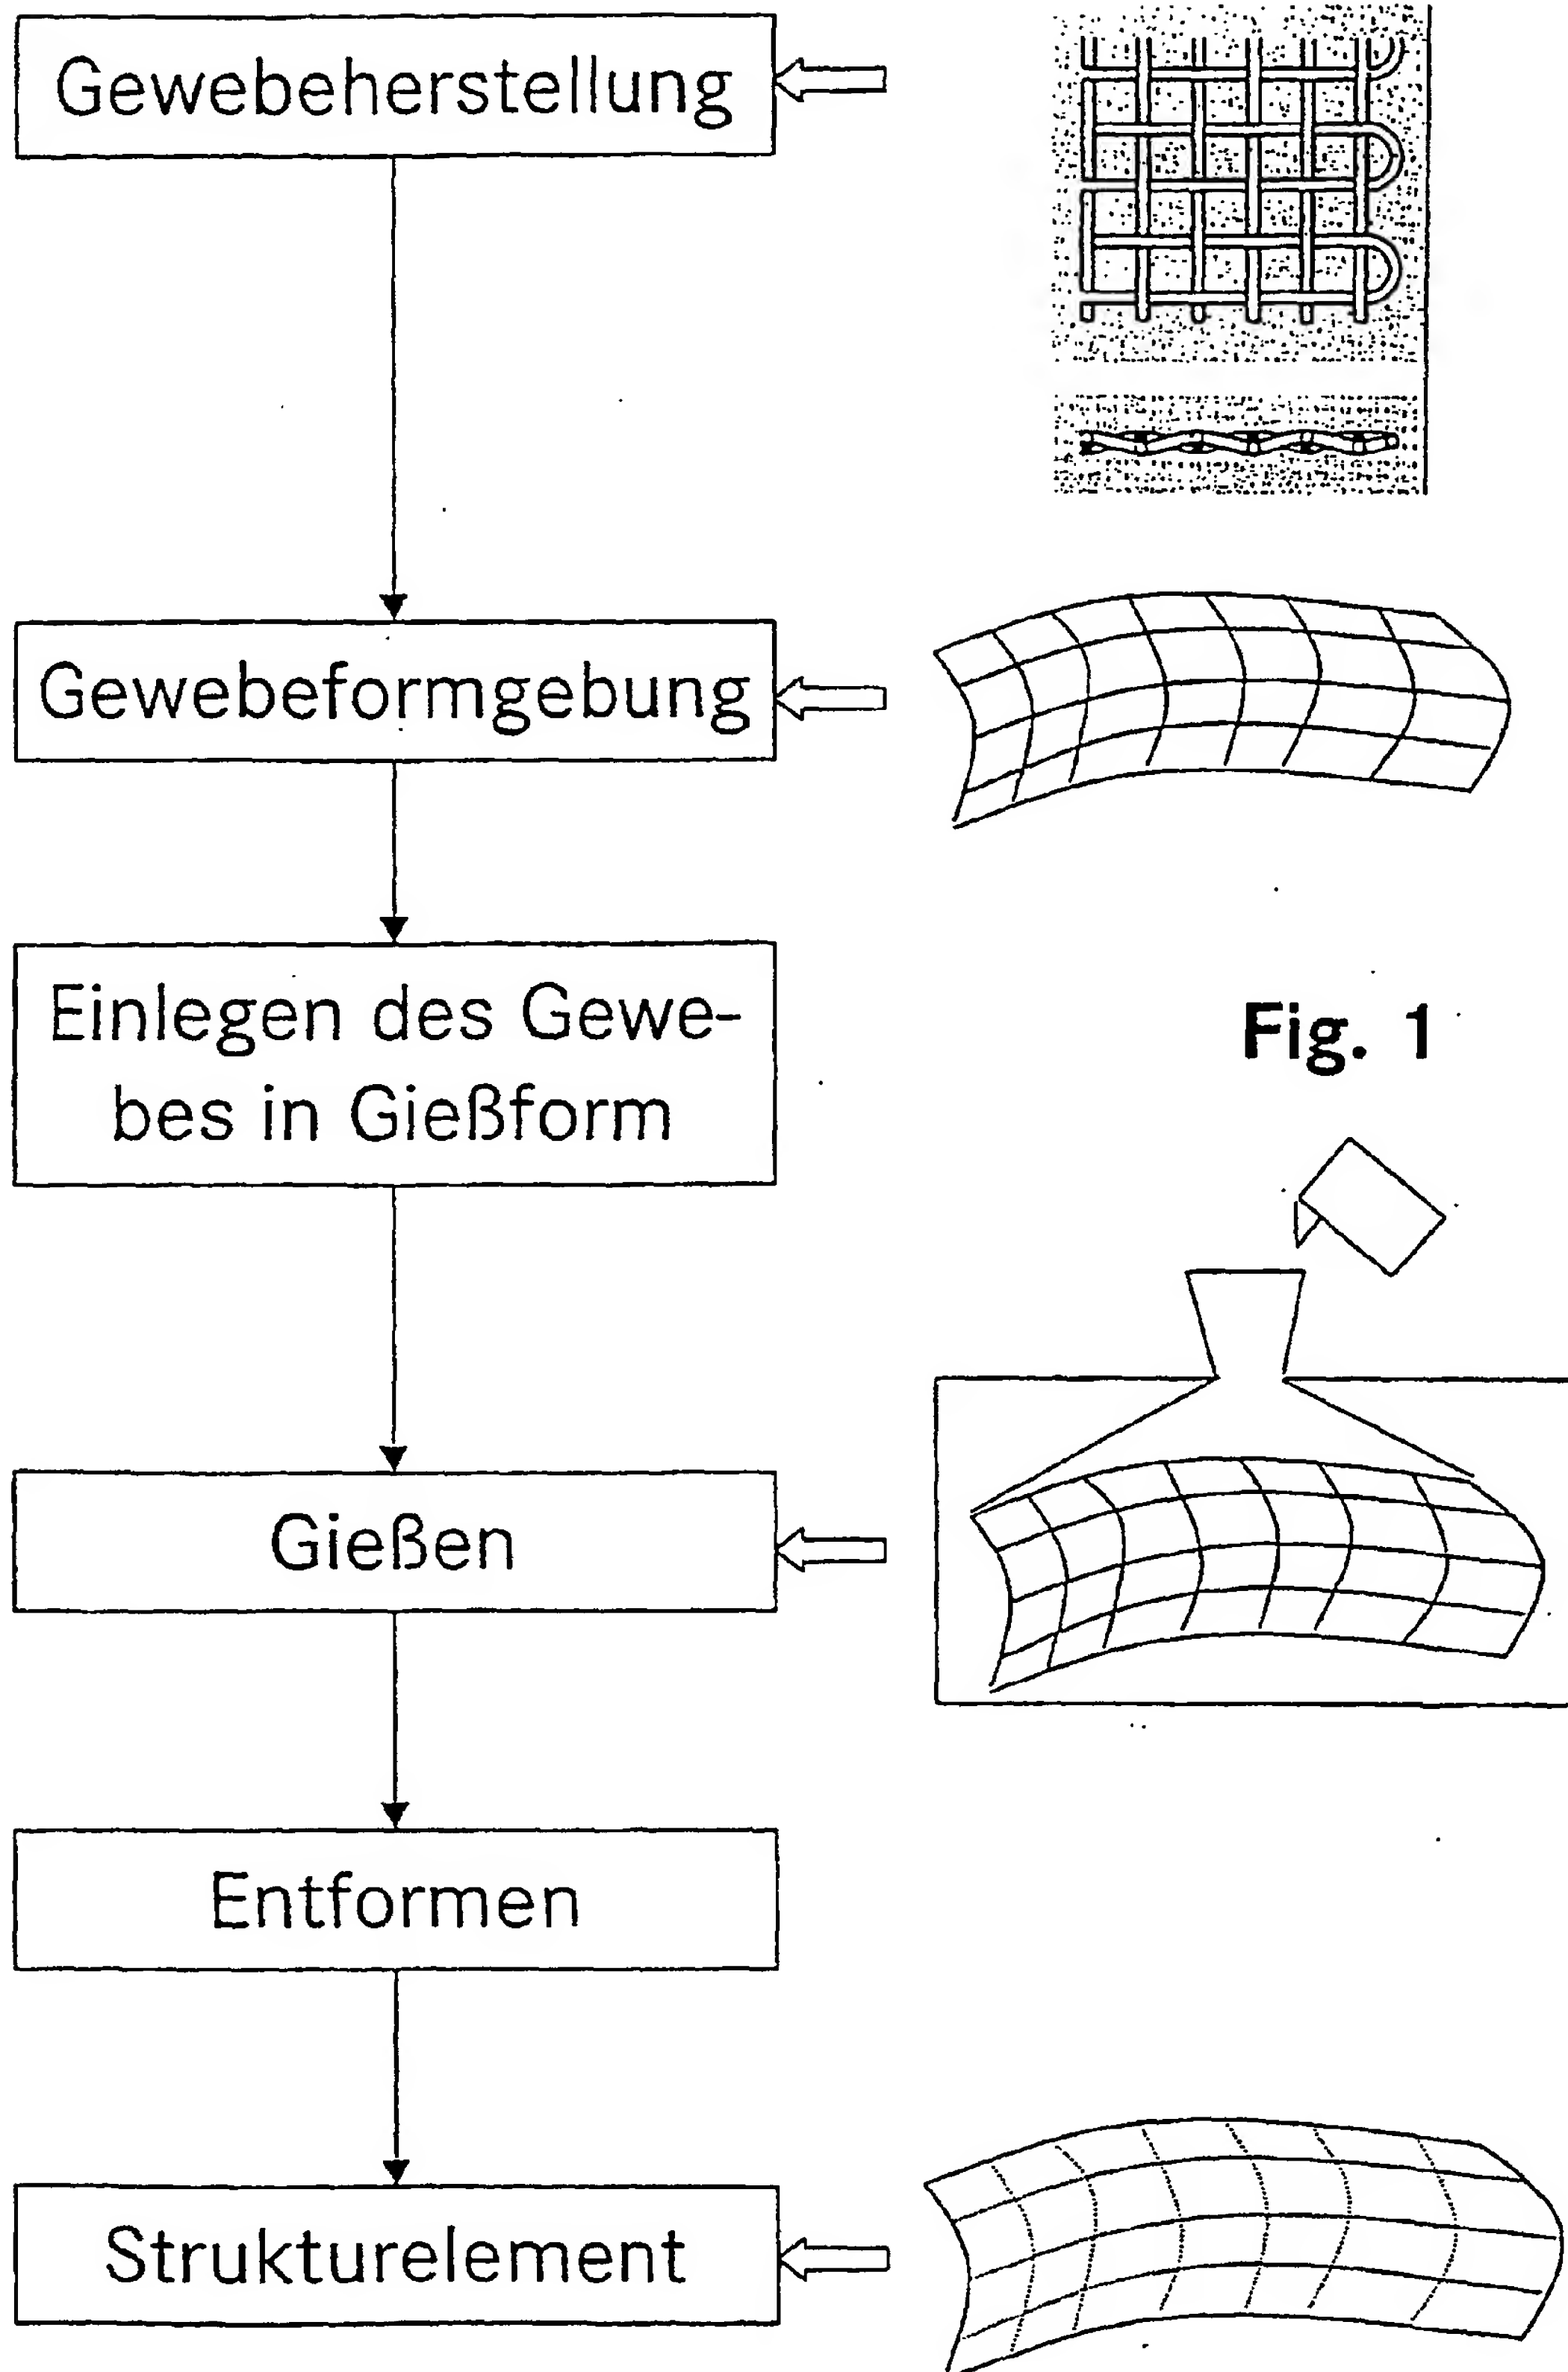 Gewebeherstellung
Gewebeformgebung
Einlegen des Gewe-
bes in Gießform
Fig. 1
Gießen
Entformen
Strukturelement